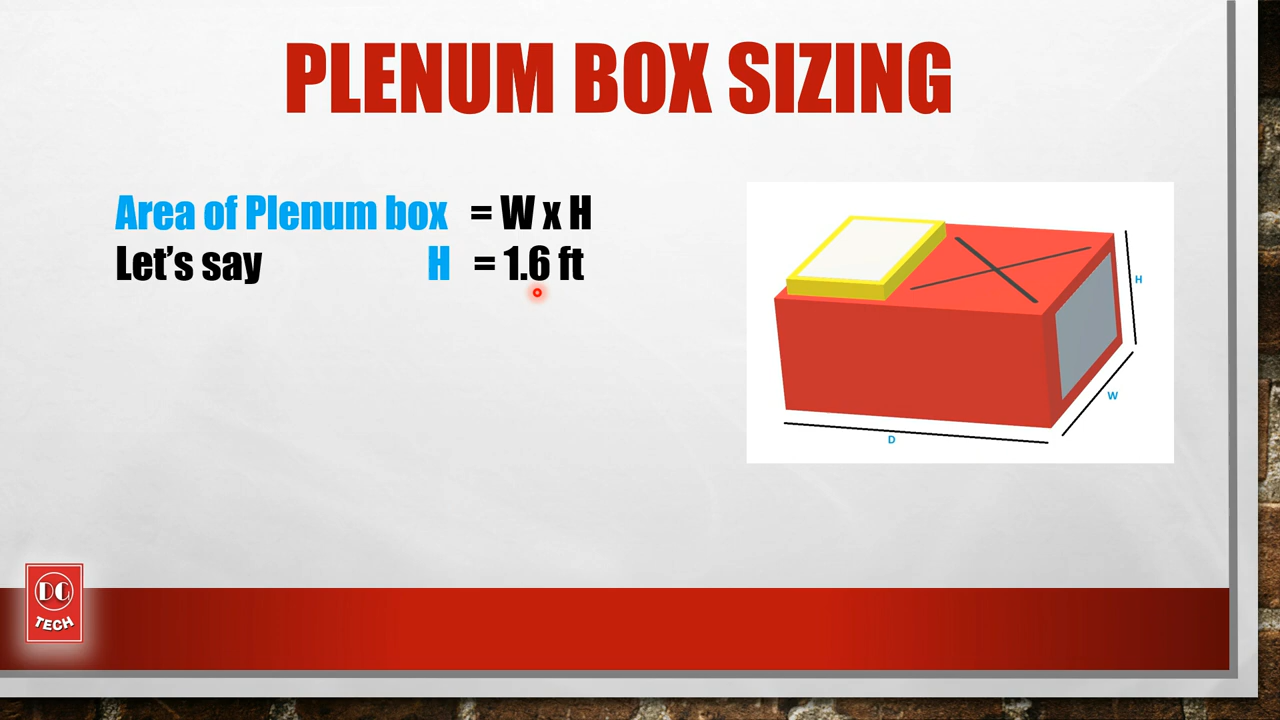 PLENUM BOX SIZING
Area of Plenum box = W x H
Let's say H = 1.6 ft
H
W
D
DC
TECH